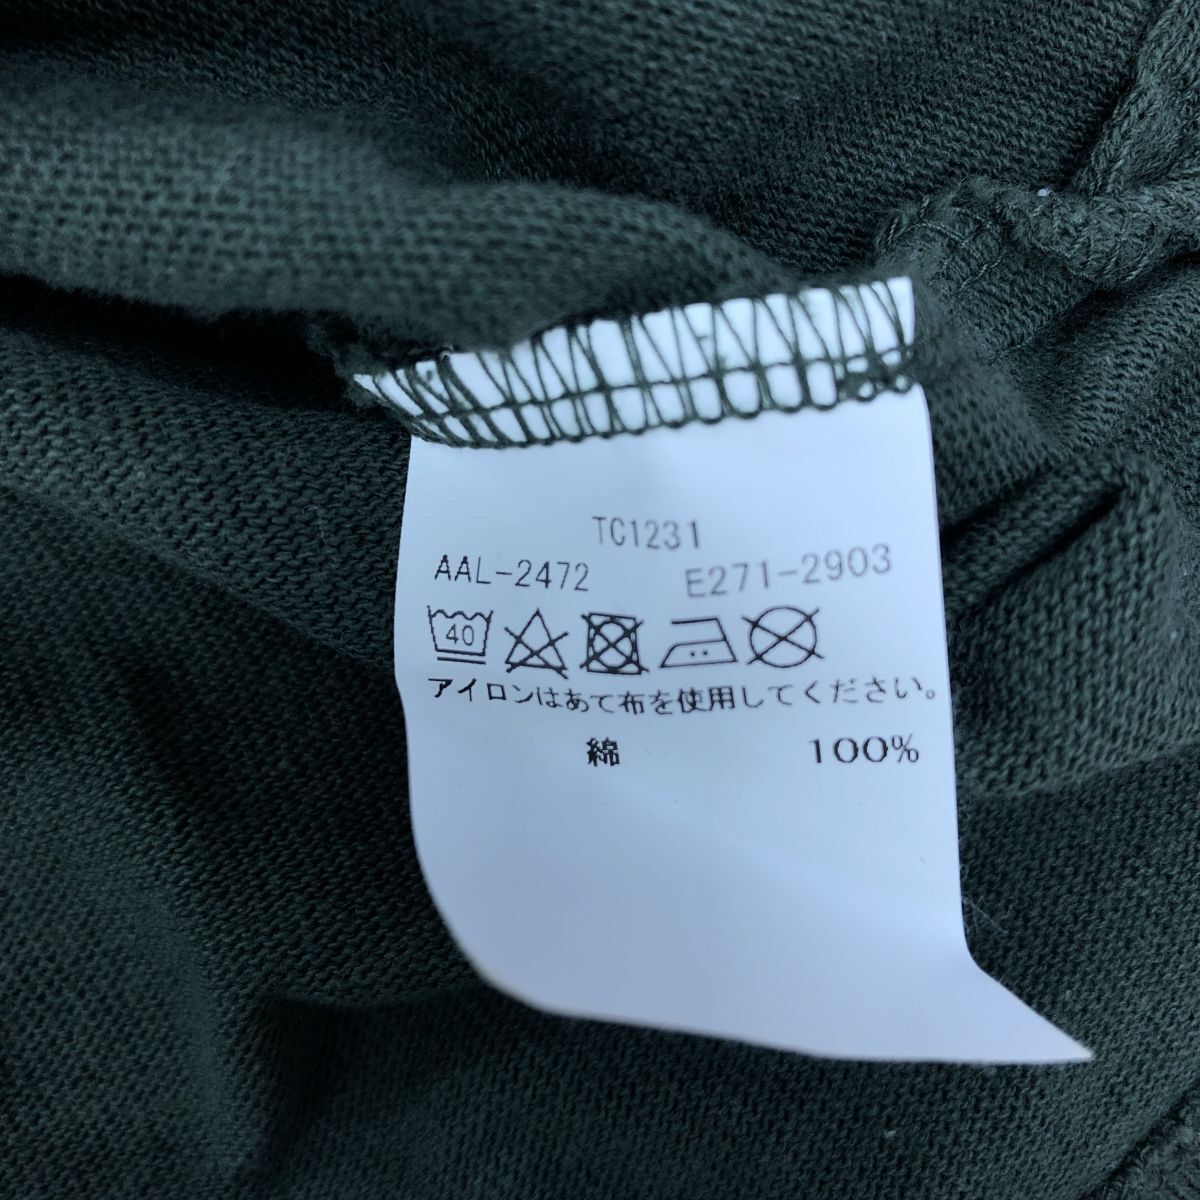 TC1231
AAL-2472 E271-2903
40
アイロンはあて布を使用してください。
綿 100%